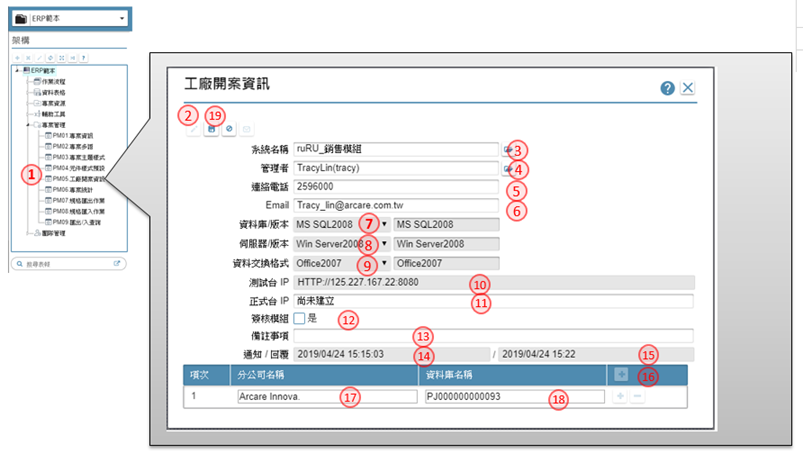 ERP範本
架構
ERP範本
作業流程
資料表格
專案資源
輔助工具
專案管理
PM01.專案資訊
PM02.專案多語
PM03.專案主題樣式
PM04.元件樣式預設
PM05.工廠開案資訊
PM06.專案統計
PM07.規格匯出作業
PM08.規格匯入作業
PM09.匯出/入查詢
團隊管理
搜尋表格
1
工廠開案資訊
2
19
系統名稱 ruRU_銷售模組 3
管理者 TracyLin(tracy) 4
連絡電話 2596000 5
Email Tracy_lin@arcare.com.tw 6
資料庫/版本 MS SQL2008 7 MS SQL2008
伺服器/版本 Win Server2008 8 Win Server2008
資料交換格式 Office2007 9 Office2007
測試台 IP HTTP://125.227.167.22:8080 10
正式台 IP 尚未建立 11
簽核模組 是 12
備註事項 13
通知 / 回覆 2019/04/24 15:15:03 14 / 2019/04/24 15:22 15
項次 分公司名稱 資料庫名稱 16
1 Arcare Innova. 17 PJ000000000093 18